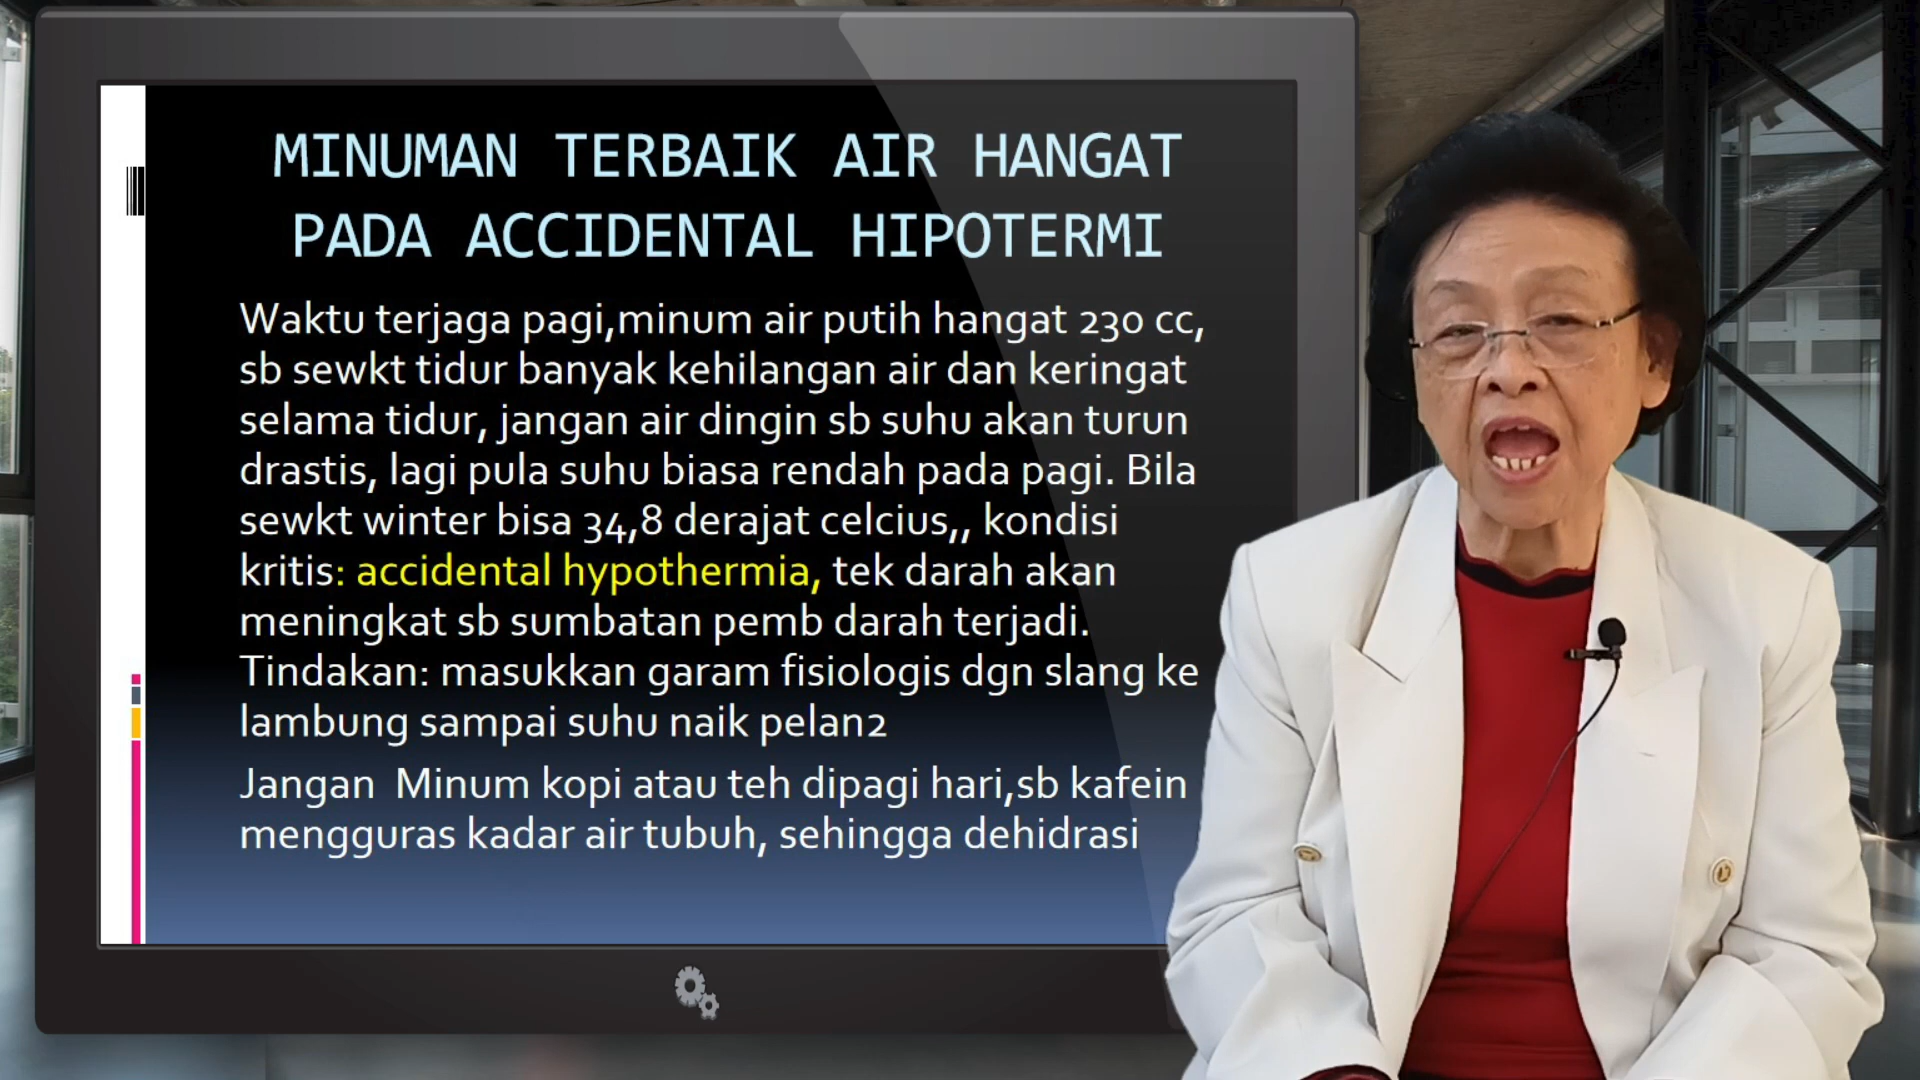 MINUMAN TERBAIK AIR HANGAT
PADA ACCIDENTAL HIPOTERMI
Waktu terjaga pagi,minum air putih hangat 230 cc,
sb sewkt tidur banyak kehilangan air dan keringat
selama tidur, jangan air dingin sb suhu akan turun
drastis, lagi pula suhu biasa rendah pada pagi. Bila
sewkt winter bisa 34,8 derajat celcius,, kondisi
kritis: accidental hypothermia, tek darah akan
meningkat sb sumbatan pemb darah terjadi.
Tindakan: masukkan garam fisiologis dgn slang ke
lambung sampai suhu naik pelan2
Jangan  Minum kopi atau teh dipagi hari,sb kafein
mengguras kadar air tubuh, sehingga dehidrasi